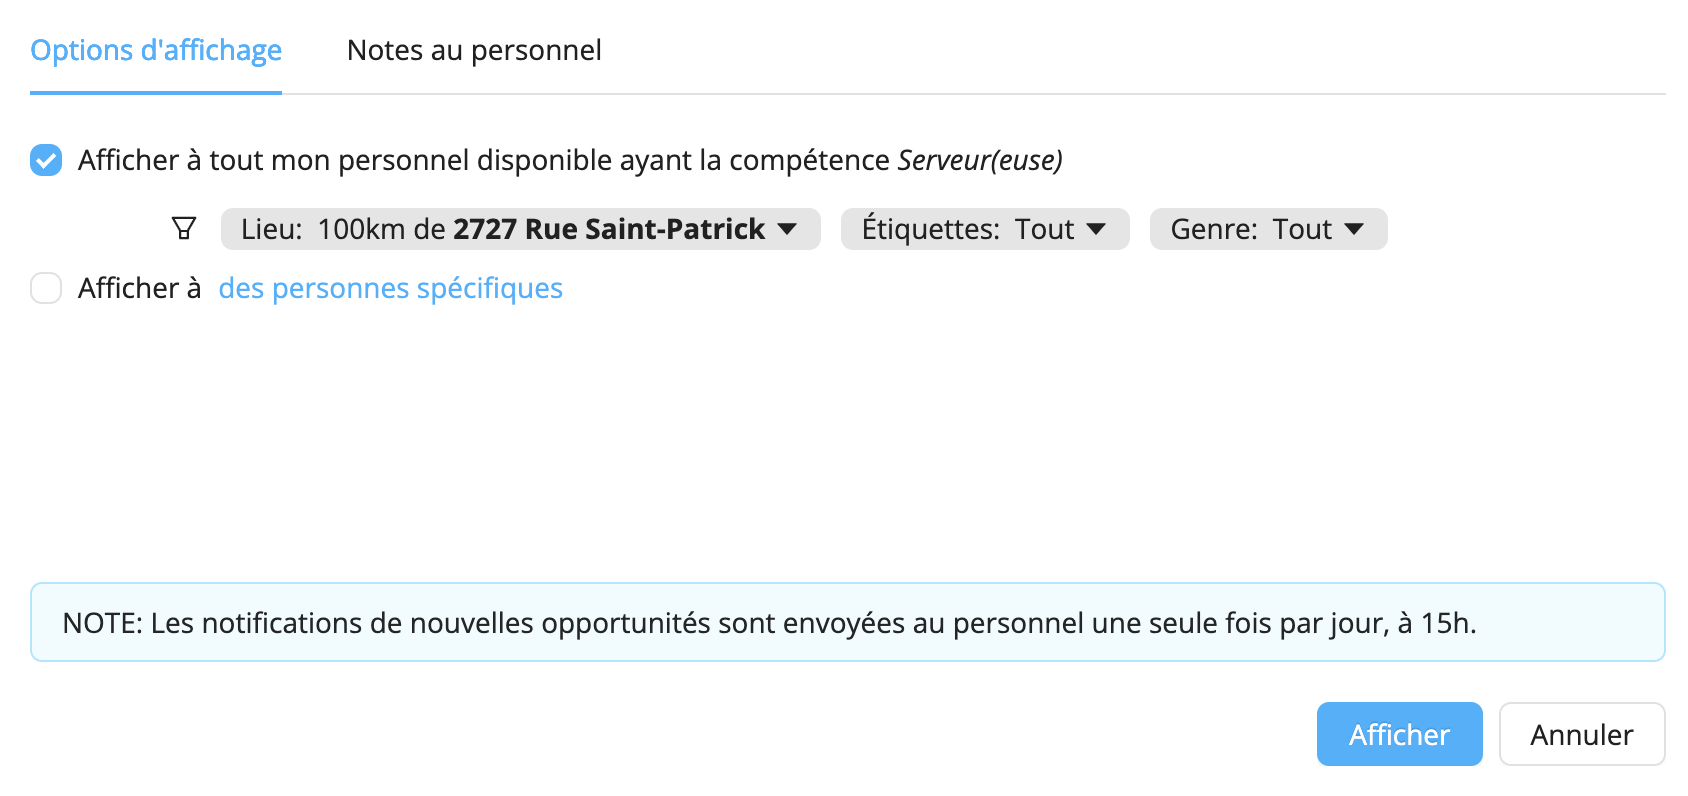 Options d'affichage Notes au personnel
Afficher à tout mon personnel disponible ayant la compétence Serveur(euse)
Lieu: 100km de 2727 Rue Saint-Patrick Étiquettes: Tout Genre: Tout
Afficher à des personnes spécifiques
NOTE: Les notifications de nouvelles opportunités sont envoyées au personnel une seule fois par jour, à 15h.
Afficher Annuler